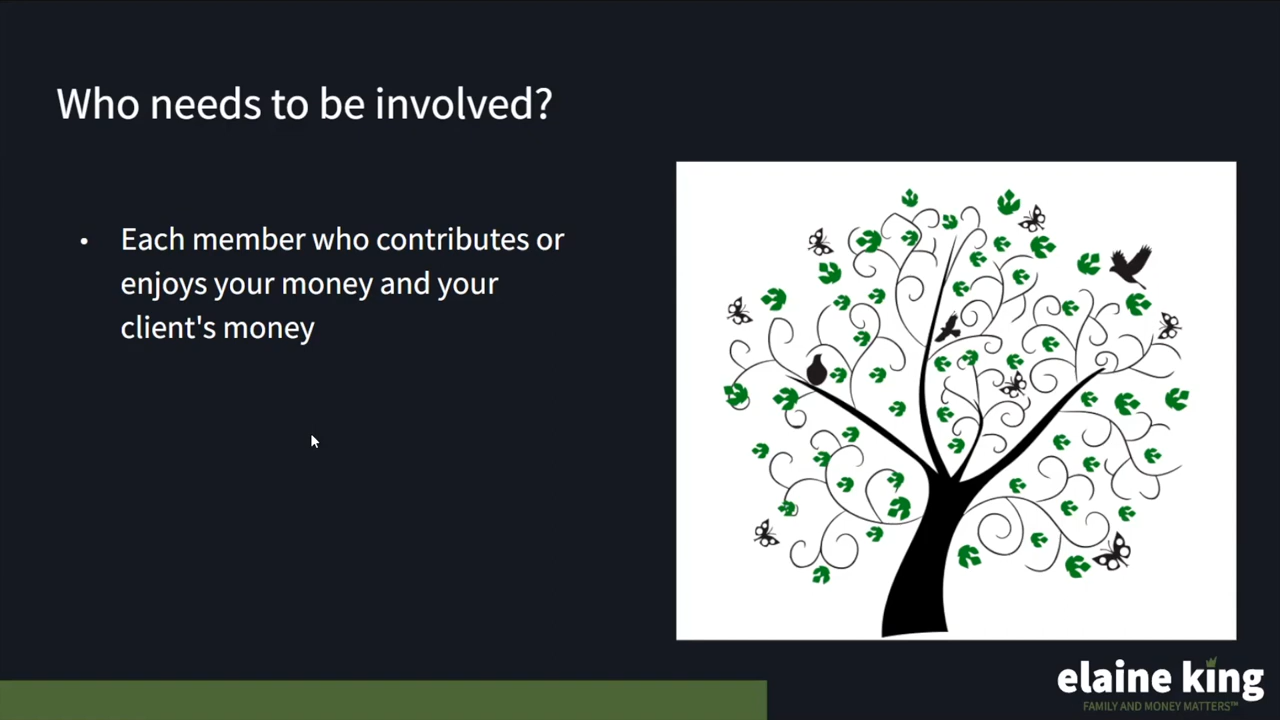 Who needs to be involved?
• Each member who contributes or
enjoys your money and your
client's money
elaine king
FAMILY AND MONEY MATTERS™